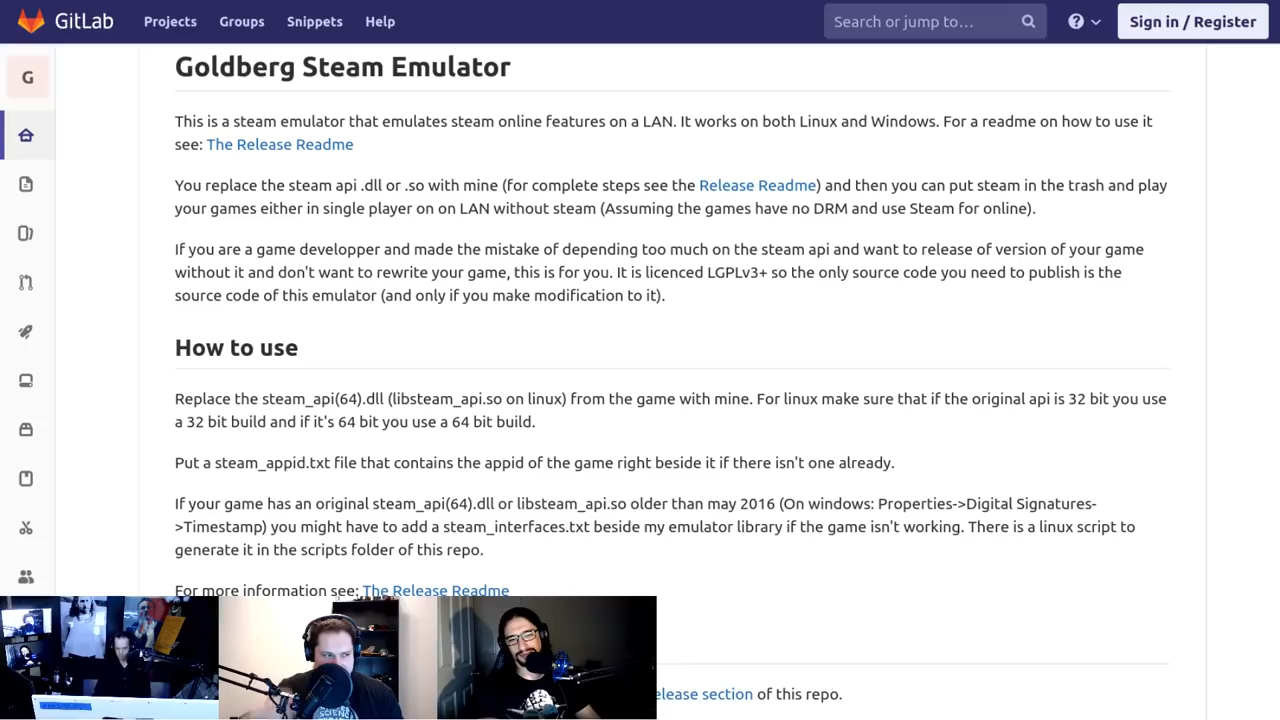 GitLab Projects Groups Snippets Help Search or jump to… Sign in / Register
G
Goldberg Steam Emulator
This is a steam emulator that emulates steam online features on a LAN. It works on both Linux and Windows. For a readme on how to use it
see: The Release Readme
You replace the steam api .dll or .so with mine (for complete steps see the Release Readme) and then you can put steam in the trash and play
your games either in single player on on LAN without steam (Assuming the games have no DRM and use Steam for online).
If you are a game developper and made the mistake of depending too much on the steam api and want to release of version of your game
without it and don't want to rewrite your game, this is for you. It is licenced LGPLv3+ so the only source code you need to publish is the
source code of this emulator (and only if you make modification to it).
How to use
Replace the steam_api(64).dll (libsteam_api.so on linux) from the game with mine. For linux make sure that if the original api is 32 bit you use
a 32 bit build and if it's 64 bit you use a 64 bit build.
Put a steam_appid.txt file that contains the appid of the game right beside it if there isn't one already.
If your game has an original steam_api(64).dll or libsteam_api.so older than may 2016 (On windows: Properties->Digital Signatures-
>Timestamp) you might have to add a steam_interfaces.txt beside my emulator library if the game isn't working. There is a linux script to
generate it in the scripts folder of this repo.
For more information see: The Release Readme
elease section of this repo.